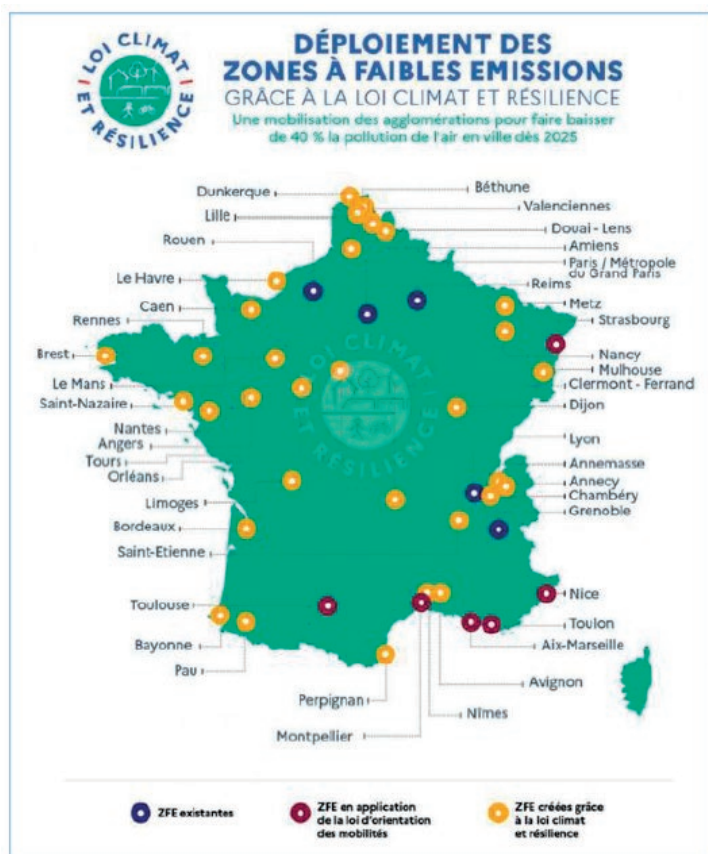 LOI CLIMAT
ET RÉSILIENCE
DÉPLOIEMENT DES
ZONES À FAIBLES EMISSIONS
GRÂCE À LA LOI CLIMAT ET RÉSILIENCE
Une mobilisation des agglomérations pour faire baisser
de 40 % la pollution de l'air en ville dès 2025
Dunkerque
Béthune
Lille
Valenciennes
Douai - Lens
Rouen
Amiens
Paris / Métropole
du Grand Paris
Le Havre
Reims
Caen
Metz
Rennes
Strasbourg
Brest
Nancy
Le Mans
Mulhouse
Clermont - Ferrand
Saint-Nazaire
Dijon
Nantes
Angers
Lyon
Tours
Annemasse
Orléans
Annecy
Limoges
Chambéry
Grenoble
Bordeaux
Saint-Etienne
Toulouse
Nice
Bayonne
Toulon
Pau
Aix-Marseille
Perpignan
Avignon
Montpellier
Nîmes
LOI CLIMAT
ET RÉSILIENCE
ZFE existantes
ZFE en application
de la loi d'orientation
des mobilités
ZFE créées grâce
à la loi climat
et résilience